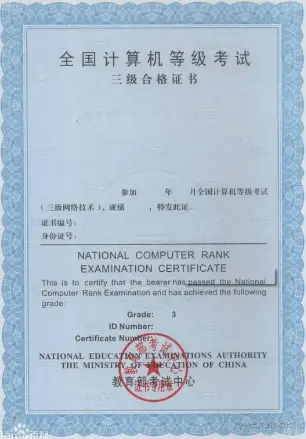 全国计算机等级考试
三级合格证书
参加 年 月全国计算机等级考试
(三级网络技术)，成绩 ，特发此证。
证书编号：
身份证号：
NATIONAL COMPUTER RANK
EXAMINATION CERTIFICATE
This is to certify that the bearer has passed the National
Computer Rank Examination and has achieved the following
grade:
Grade: 3
ID Number:
Certificate Number:
NATIONAL EDUCATION EXAMINATIONS AUTHORITY
THE MINISTRY OF EDUCATION OF CHINA
教育部考试中心
证书专用章